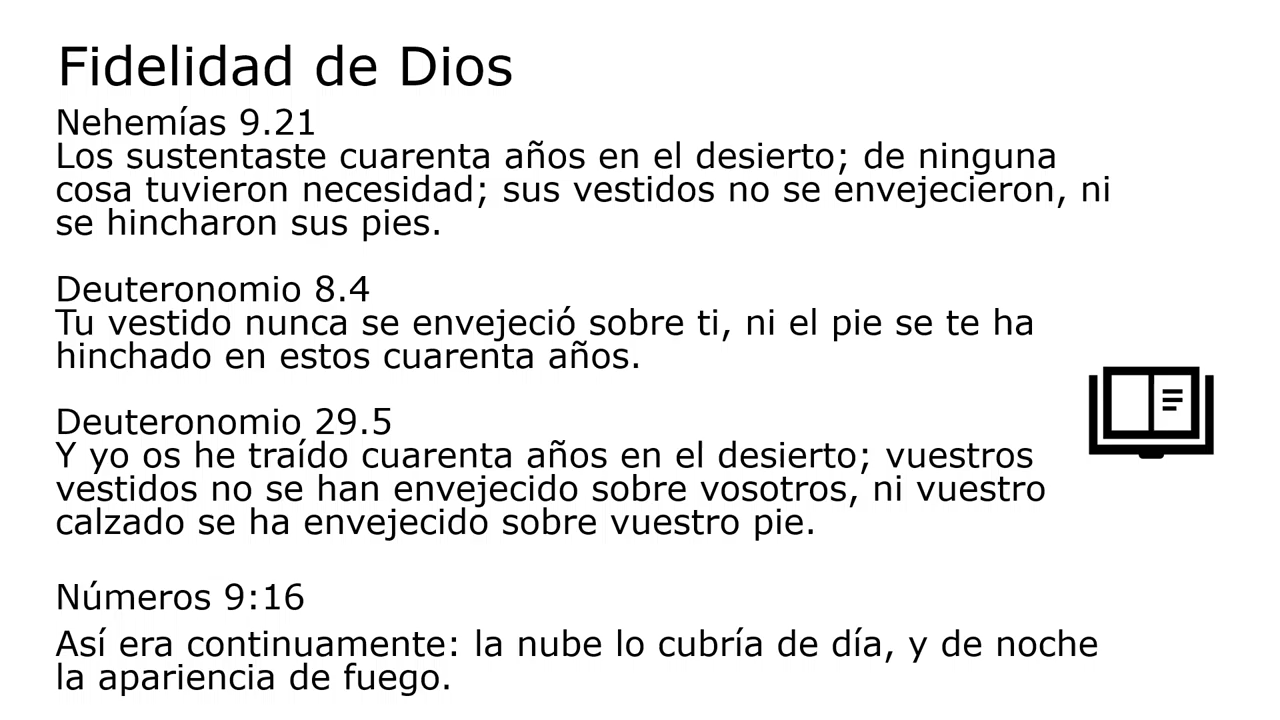 Fidelidad de Dios
Nehemías 9.21
Los sustentaste cuarenta años en el desierto; de ninguna
cosa tuvieron necesidad; sus vestidos no se envejecieron, ni
se hincharon sus pies.
Deuteronomio 8.4
Tu vestido nunca se envejeció sobre ti, ni el pie se te ha
hinchado en estos cuarenta años.
Deuteronomio 29.5
Y yo os he traído cuarenta años en el desierto; vuestros
vestidos no se han envejecido sobre vosotros, ni vuestro
calzado se ha envejecido sobre vuestro pie.
Números 9:16
Así era continuamente: la nube lo cubría de día, y de noche
la apariencia de fuego.